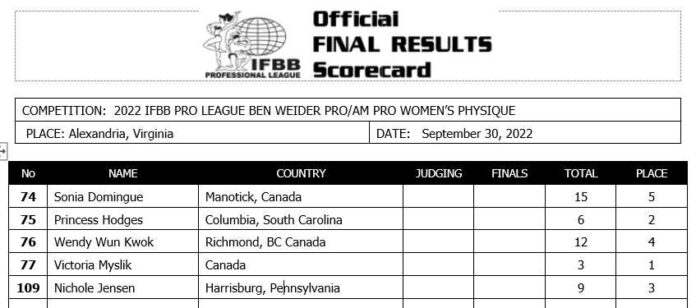 Official
FINAL RESULTS
Scorecard
IFBB
PROFESSIONAL LEAGUE
COMPETITION: 2022 IFBB PRO LEAGUE BEN WEIDER PRO/AM PRO WOMEN'S PHYSIQUE
PLACE: Alexandria, Virginia DATE: September 30, 2022
No NAME COUNTRY JUDGING FINALS TOTAL PLACE
74 Sonia Domingue Manotick, Canada 15 5
75 Princess Hodges Columbia, South Carolina 6 2
76 Wendy Wun Kwok Richmond, BC Canada 12 4
77 Victoria Myslik Canada 3 1
109 Nichole Jensen Harrisburg, Pennsylvania 9 3